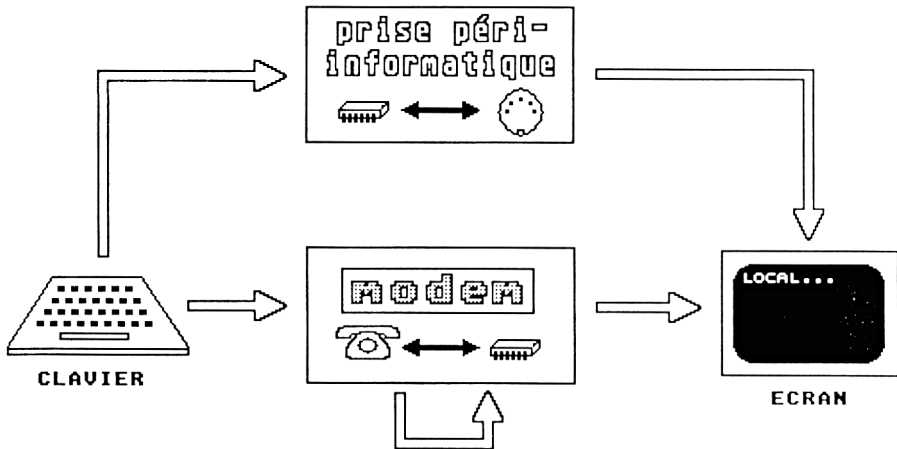 prise péri-
informatique
modem
LOCAL...
CLAVIER
ECRAN